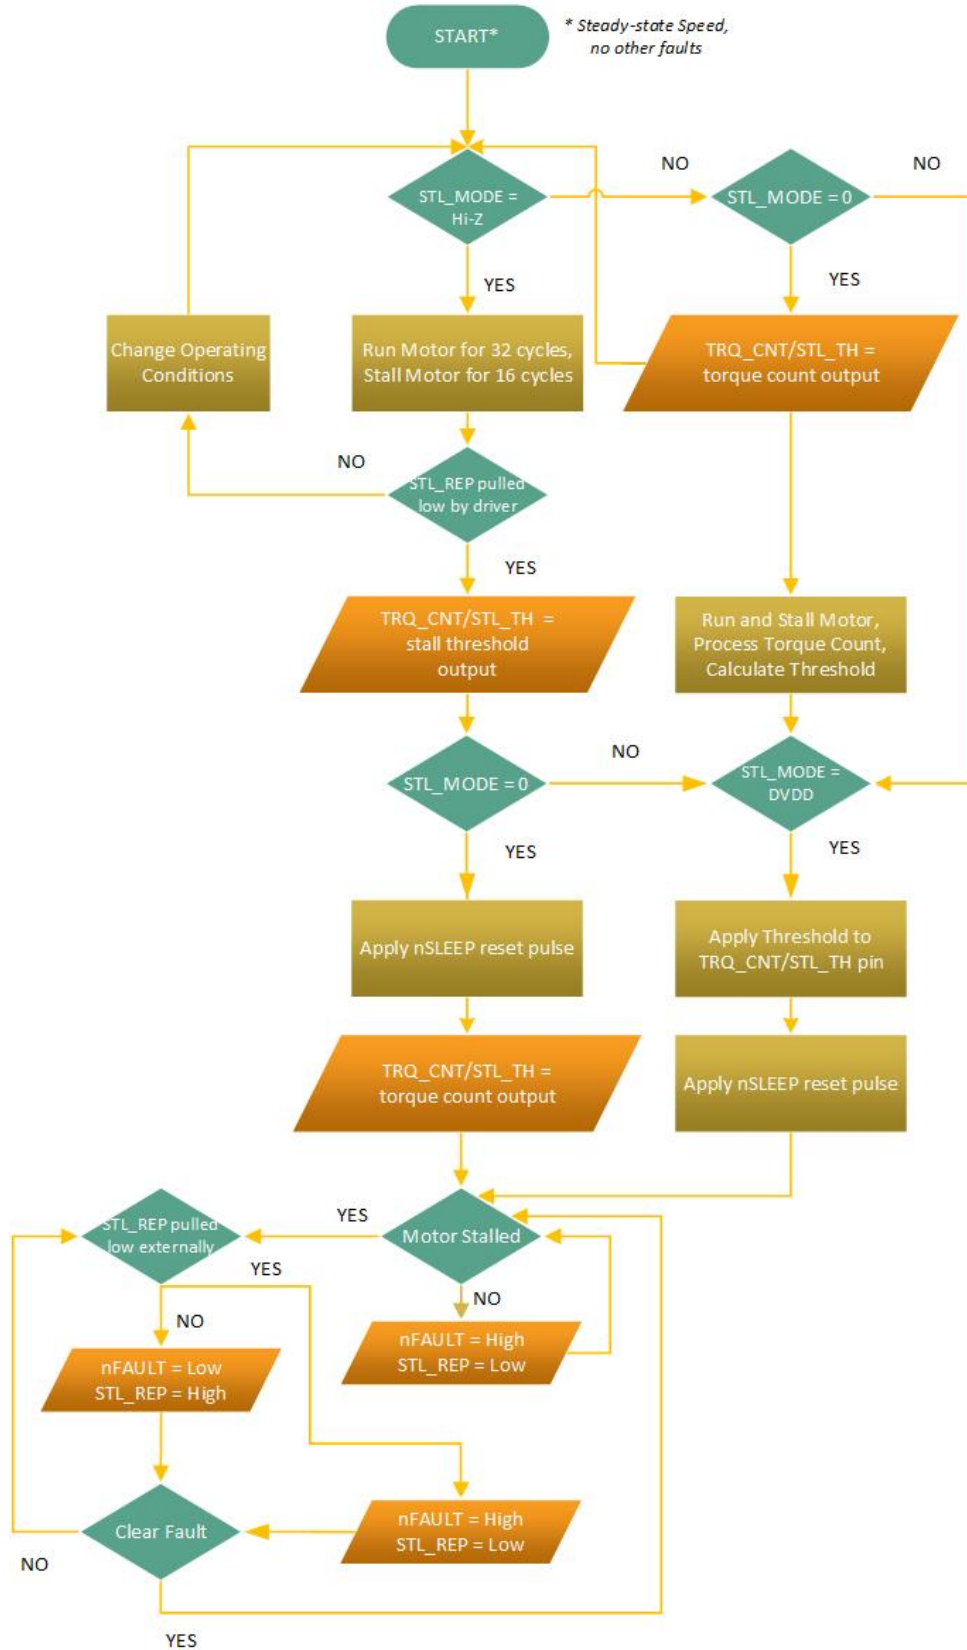 START*
* Steady-state Speed,
no other faults
STL_MODE =
Hi-Z
NO
STL_MODE = 0
NO
YES
YES
Change Operating
Conditions
Run Motor for 32 cycles,
Stall Motor for 16 cycles
TRQ_CNT/STL_TH =
torque count output
NO
STL_REP pulled
low by driver
YES
TRQ_CNT/STL_TH =
stall threshold
output
Run and Stall Motor,
Process Torque Count,
Calculate Threshold
STL_MODE = 0
NO
STL_MODE =
DVDD
YES
YES
Apply nSLEEP reset pulse
Apply Threshold to
TRQ_CNT/STL_TH pin
TRQ_CNT/STL_TH =
torque count output
Apply nSLEEP reset pulse
STL_REP pulled
low externally
YES
Motor Stalled
YES
NO
NO
nFAULT = High
STL_REP = Low
nFAULT = Low
STL_REP = High
Clear Fault
nFAULT = High
STL_REP = Low
NO
YES